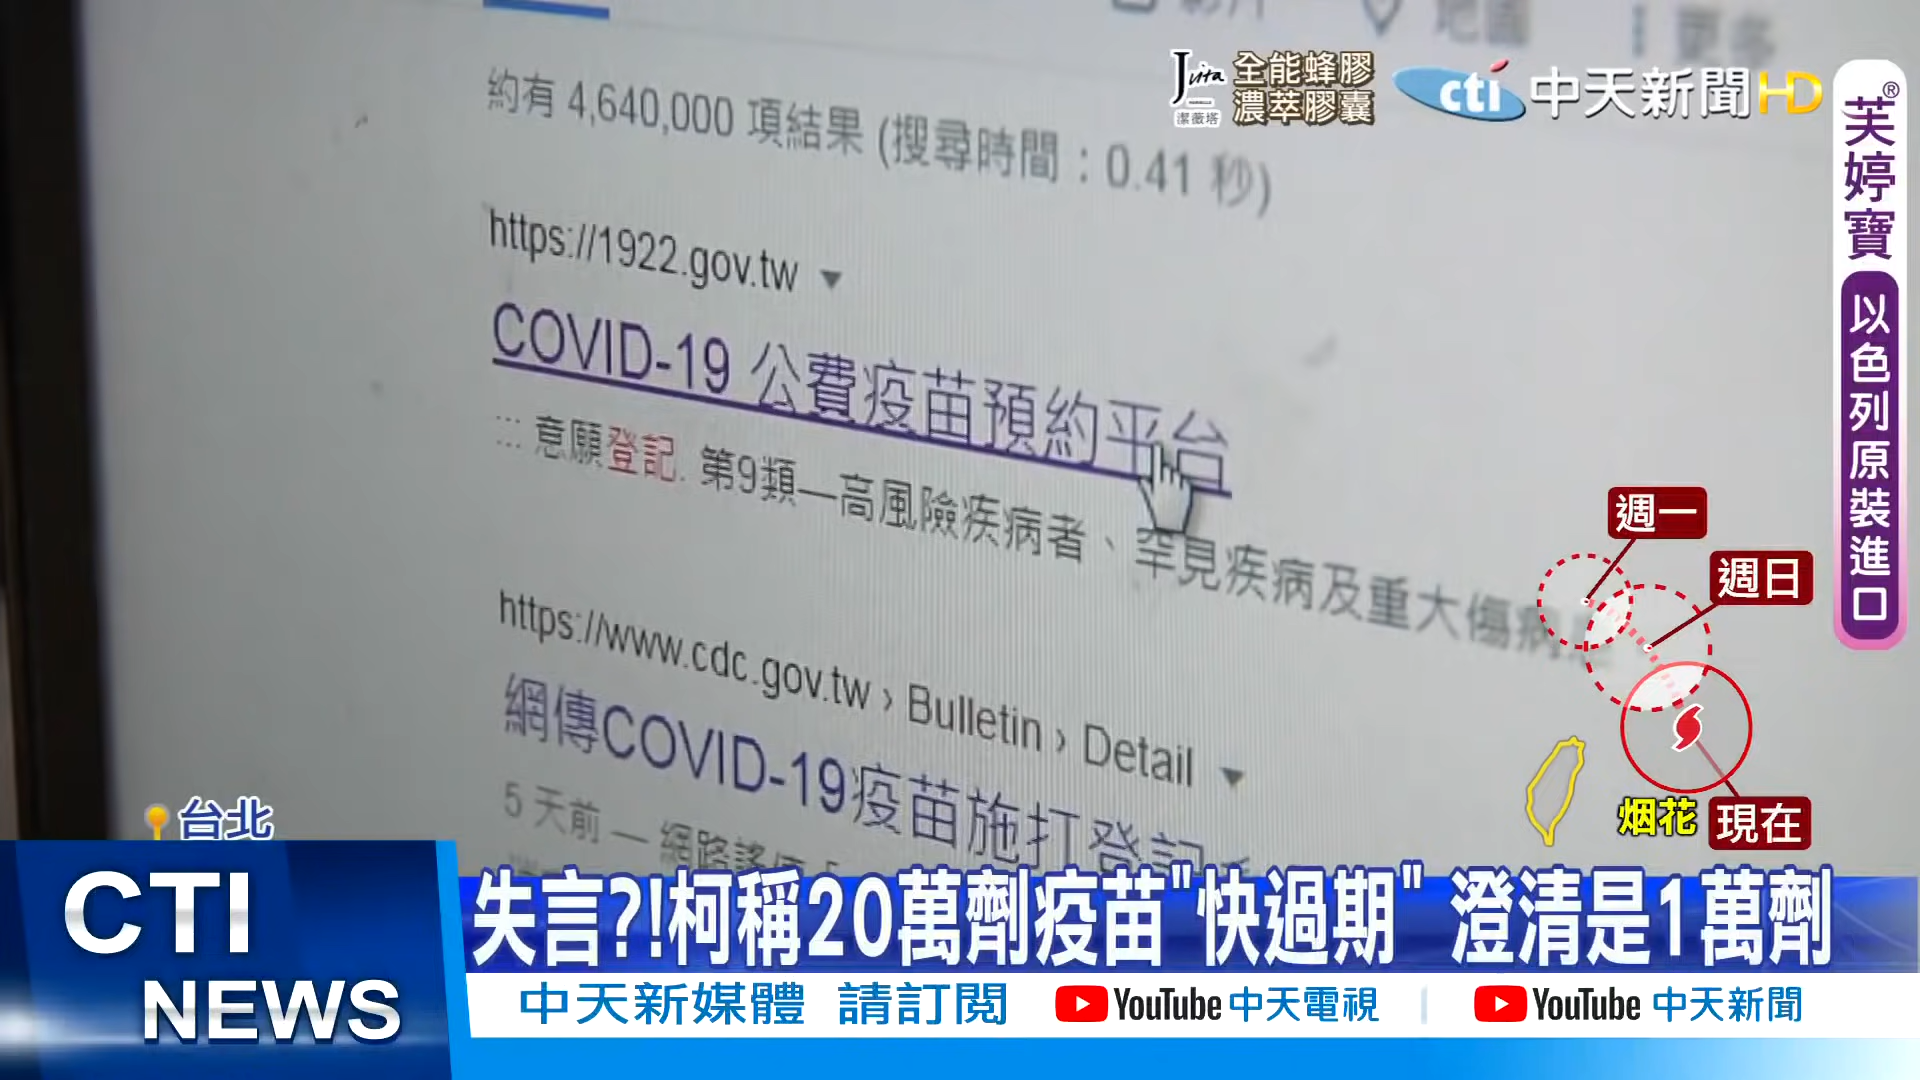 地圖
更多
約有 4,640,000 項結果 (搜尋時間：0.41 秒)
https://1922.gov.tw
COVID-19 公費疫苗預約平台
::: 意願登記. 第9類—高風險疾病者、罕見疾病及重大傷病
https://www.cdc.gov.tw › Bulletin › Detail
網傳COVID-19疫苗施打登記
5 天前 — 網路謠
Jvita
潔薇塔
全能蜂膠
濃萃膠囊
cti 中天新聞HD
芙婷寶®
以色列原裝進口
週一
週日
烟花
現在
台北
CTI
NEWS
失言?!柯稱20萬劑疫苗"快過期" 澄清是1萬劑
中天新媒體 請訂閱 YouTube 中天電視 | YouTube 中天新聞